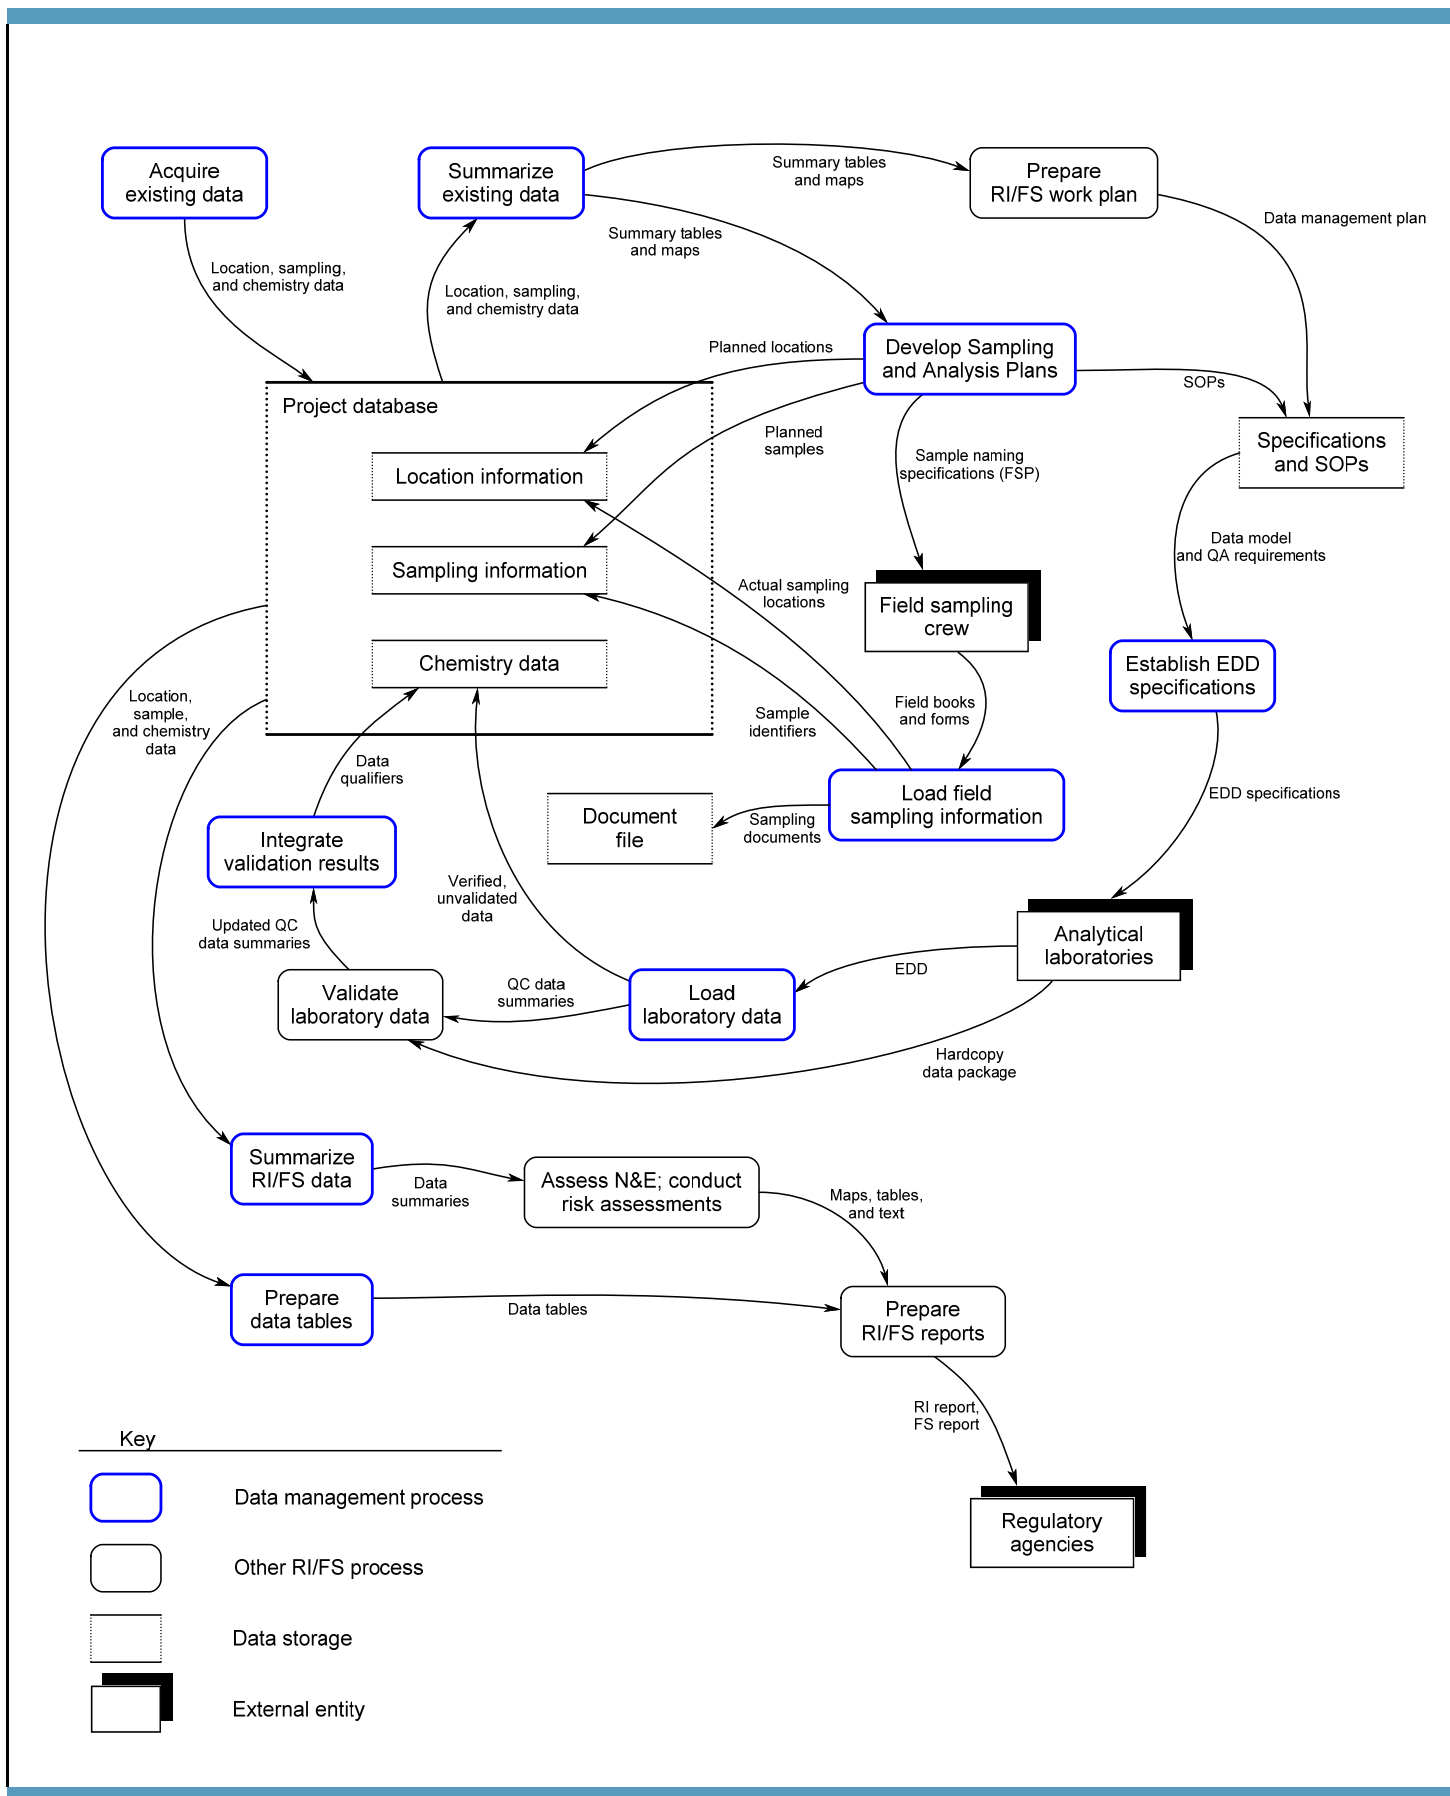 Acquire
existing data
Summarize
existing data
Summary tables
and maps
Prepare
RI/FS work plan
Data management plan
Summary tables
and maps
Location, sampling,
and chemistry data
Location, sampling,
and chemistry data
Planned locations
Develop Sampling
and Analysis Plans
SOPs
Project database
Planned
samples
Sample naming
specifications (FSP)
Specifications
and SOPs
Location information
Data model
and QA requirements
Sampling information
Actual sampling
locations
Field sampling
crew
Chemistry data
Establish EDD
specifications
Location,
sample,
and chemistry
data
Sample
identifiers
Field books
and forms
Data
qualifiers
Load field
sampling information
EDD specifications
Document
file
Sampling
documents
Integrate
validation results
Verified,
unvalidated
data
Updated QC
data summaries
Analytical
laboratories
EDD
Validate
laboratory data
QC data
summaries
Load
laboratory data
Hardcopy
data package
Summarize
RI/FS data
Data
summaries
Assess N&E; conduct
risk assessments
Maps, tables,
and text
Prepare
data tables
Data tables
Prepare
RI/FS reports
RI report,
FS report
Key
Data management process
Regulatory
agencies
Other RI/FS process
Data storage
External entity